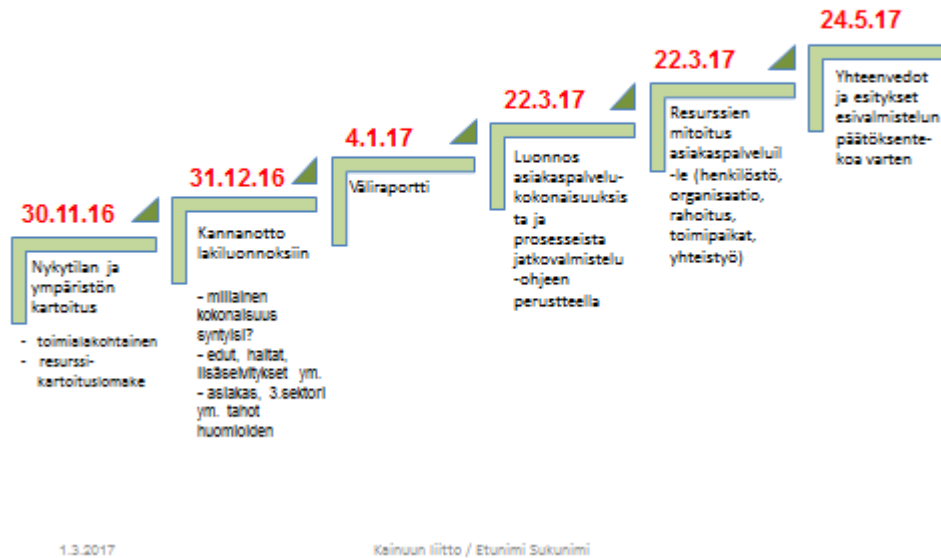 30.11.16
Nykytilan ja
ympäristön
kartoitus
- toimialakohtainen
- resurssi-
kartoituslomake
31.12.16
Kannanotto
lakiluonnoksiin
- millainen
kokonaisuus
syntyisi?
- edut, haitat,
lisäselvitykset ym.
- asiakas, 3.sektori
ym. tahot
huomioiden
4.1.17
Väliraportti
22.3.17
Luonnos
asiakaspalvelu-
kokonaisuuksis
ta ja
prosesseista
jatkovalmistelu
-ohjeen
perustteella
22.3.17
Resurssien
mitoitus
asiakaspalveluil
-le (henkilöstö,
organisaatio,
rahoitus,
toimipaikat,
yhteistyö)
24.5.17
Yhteenvedot
ja esitykset
esivalmistelun
päätöksente-
koa varten
1.3.2017
Kainuun liitto / Etunimi Sukunimi